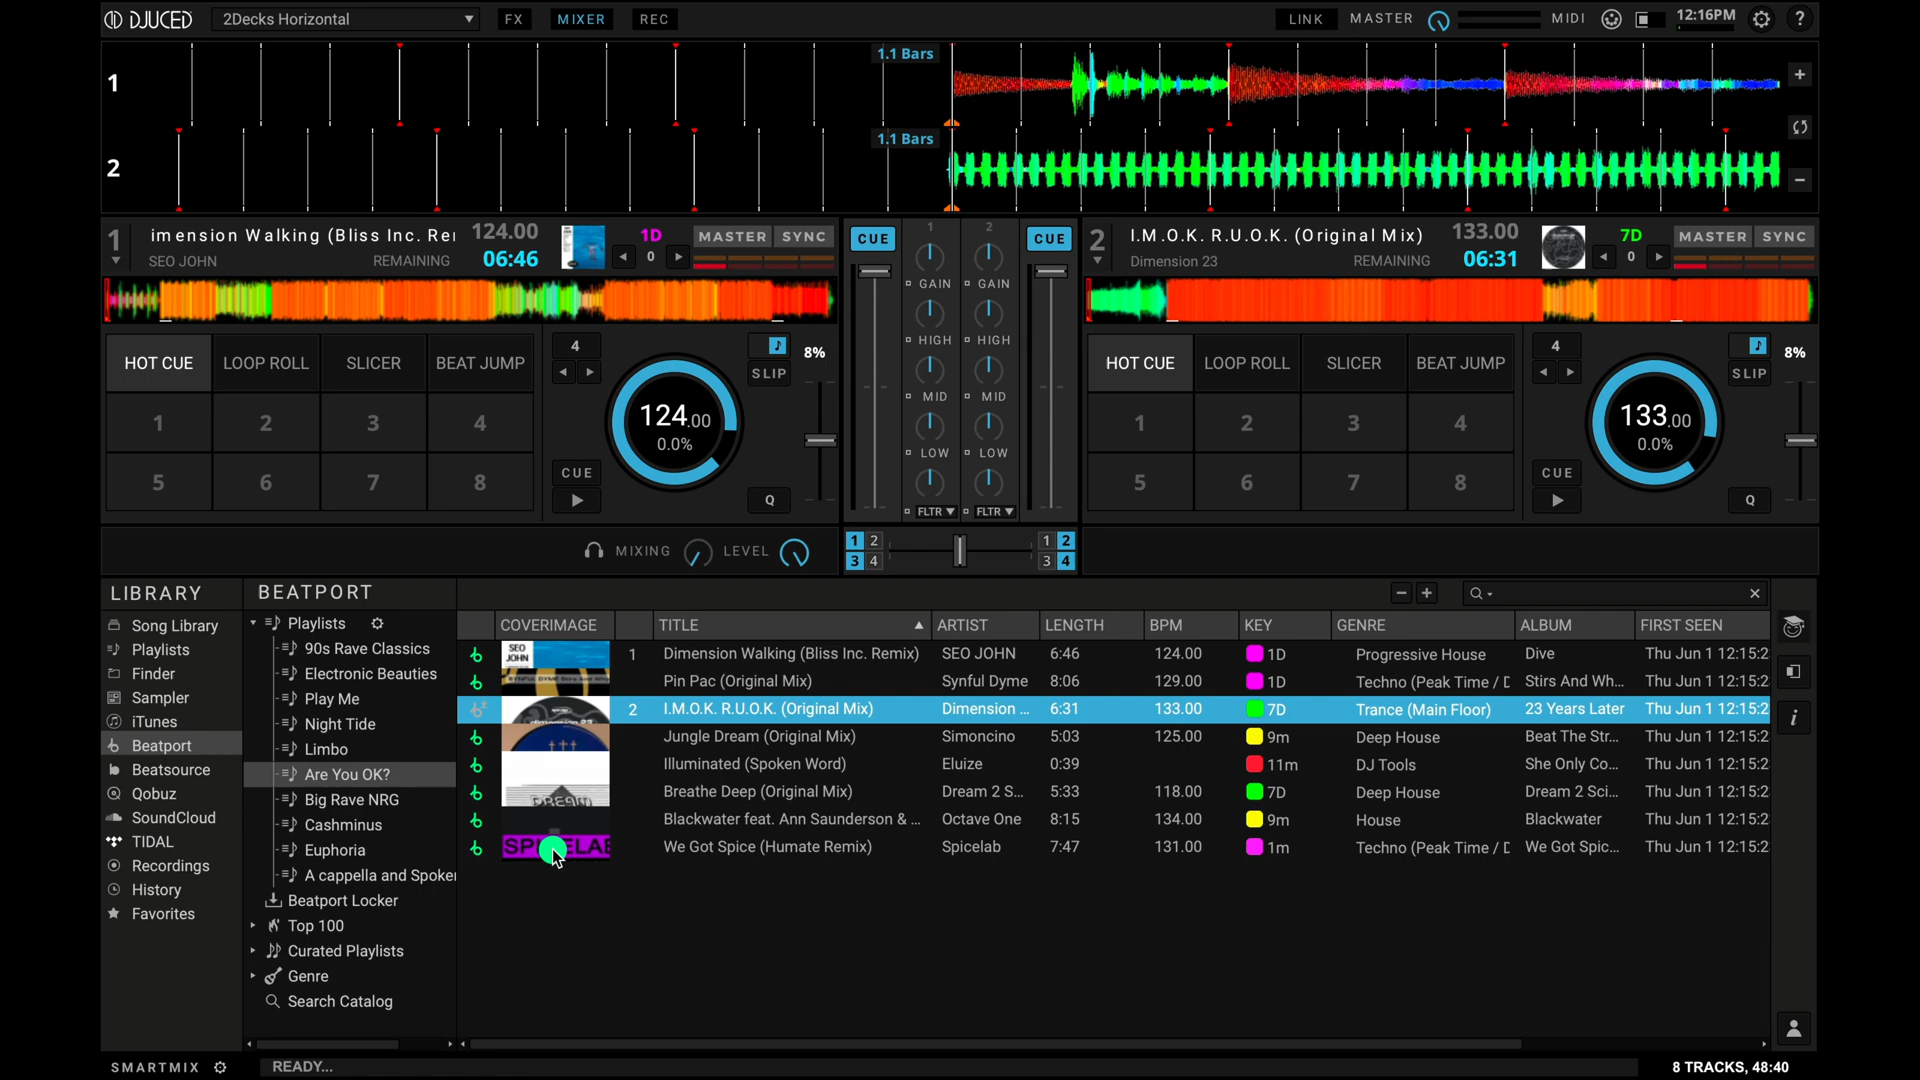 DJUCED 2Decks Horizontal FX MIXER REC LINK MASTER MIDI 12:16PM ?
1 1.1 Bars
2 1.1 Bars
1 imension Walking (Bliss Inc. Re 124.00 1D MASTER SYNC
SEO JOHN REMAINING 06:46 0
CUE 1 2 CUE
2 I.M.O.K. R.U.O.K. (Original Mix) 133.00 7D MASTER SYNC
Dimension 23 REMAINING 06:31 0
HOT CUE LOOP ROLL SLICER BEAT JUMP
1 2 3 4
5 6 7 8
4 SLIP 8%
124.00
0.0%
CUE Q
GAIN GAIN
HIGH HIGH
MID MID
LOW LOW
FLTR FLTR
HOT CUE LOOP ROLL SLICER BEAT JUMP
1 2 3 4
5 6 7 8
4 SLIP 8%
133.00
0.0%
CUE Q
MIXING LEVEL
1 2 1 2
3 4 3 4
LIBRARY
Song Library
Playlists
Finder
Sampler
iTunes
Beatport
Beatsource
Qobuz
SoundCloud
TIDAL
Recordings
History
Favorites
BEATPORT
Playlists
90s Rave Classics
Electronic Beauties
Play Me
Night Tide
Limbo
Are You OK?
Big Rave NRG
Cashminus
Euphoria
A cappella and Spoke
Beatport Locker
Top 100
Curated Playlists
Genre
Search Catalog
COVERIMAGE TITLE ARTIST LENGTH BPM KEY GENRE ALBUM FIRST SEEN
SEO JOHN 1 Dimension Walking (Bliss Inc. Remix) SEO JOHN 6:46 124.00 1D Progressive House Dive Thu Jun 1 12:15:2
Pin Pac (Original Mix) Synful Dyme 8:06 129.00 1D Techno (Peak Time / D Stirs And Wh... Thu Jun 1 12:15:2
2 I.M.O.K. R.U.O.K. (Original Mix) Dimension ... 6:31 133.00 7D Trance (Main Floor) 23 Years Later Thu Jun 1 12:15:2
Jungle Dream (Original Mix) Simoncino 5:03 125.00 9m Deep House Beat The Str... Thu Jun 1 12:15:2
Illuminated (Spoken Word) Eluize 0:39 11m DJ Tools She Only Co... Thu Jun 1 12:15:2
DREAM Breathe Deep (Original Mix) Dream 2 S... 5:33 118.00 7D Deep House Dream 2 Sci... Thu Jun 1 12:15:2
Blackwater feat. Ann Saunderson & ... Octave One 8:15 134.00 9m House Blackwater Thu Jun 1 12:15:2
We Got Spice (Humate Remix) Spicelab 7:47 131.00 1m Techno (Peak Time / D We Got Spic... Thu Jun 1 12:15:2
SMARTMIX READY... 8 TRACKS, 48:40